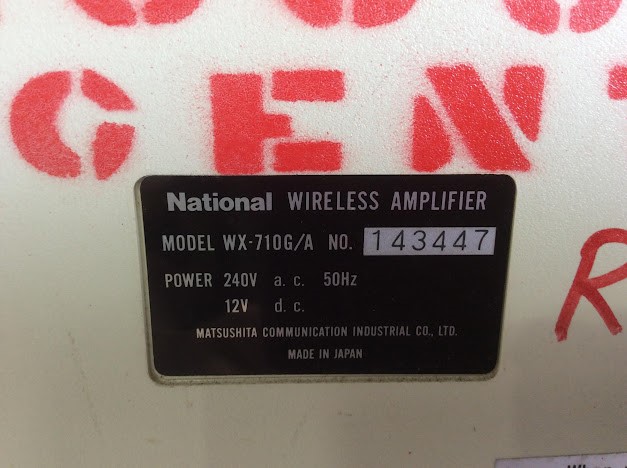 CENT
National WIRELESS AMPLIFIER
MODEL WX-710G/A NO. 143447
POWER 240V a. c. 50Hz
12V d. c.
MATSUSHITA COMMUNICATION INDUSTRIAL CO., LTD.
MADE IN JAPAN
R